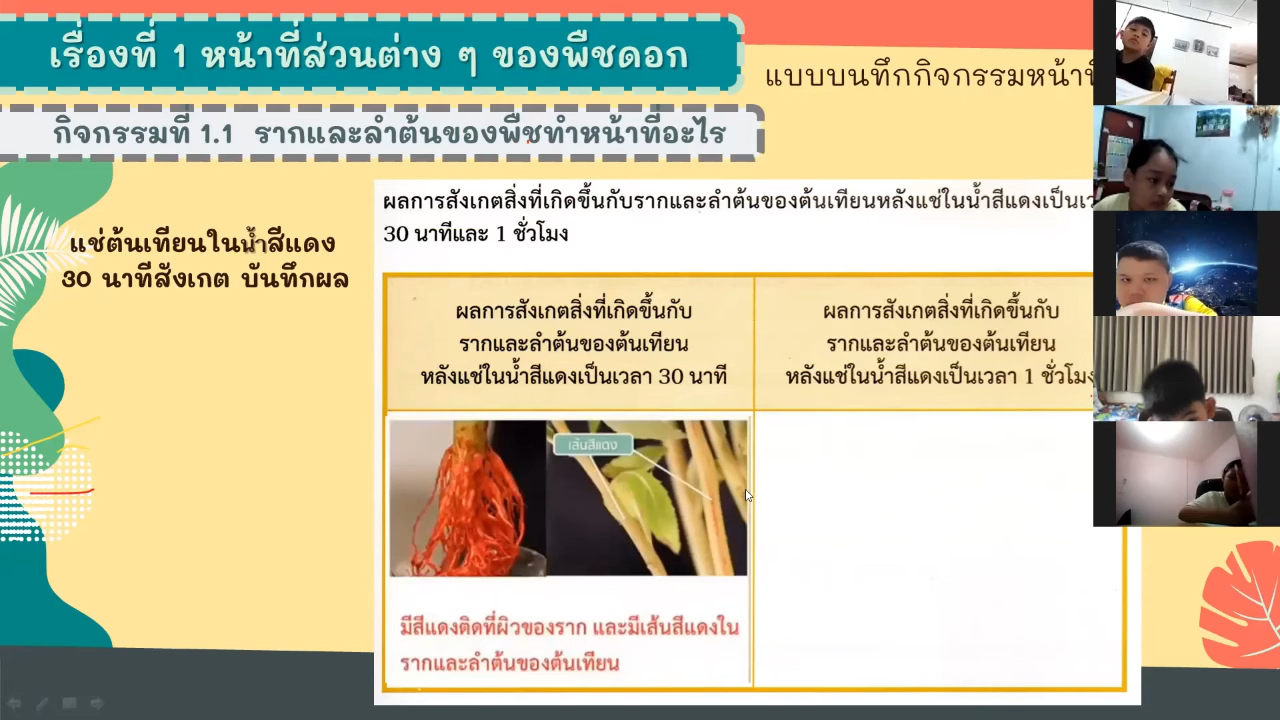 เรื่องที่ 1 หน้าที่ส่วนต่าง ๆ ของพืชดอก
แบบบนทึกกิจกรรมหน้าที่
กิจกรรมที่ 1.1 รากและลำต้นของพืชทำหน้าที่อะไร
แช่ต้นเทียนในน้ำสีแดง
30 นาทีสังเกต บันทึกผล
ผลการสังเกตสิ่งที่เกิดขึ้นกับรากและลำต้นของต้นเทียนหลังแช่ในน้ำสีแดงเป็นเว
30 นาทีและ 1 ชั่วโมง
ผลการสังเกตสิ่งที่เกิดขึ้นกับ
รากและลำต้นของต้นเทียน
หลังแช่ในน้ำสีแดงเป็นเวลา 30 นาที
ผลการสังเกตสิ่งที่เกิดขึ้นกับ
รากและลำต้นของต้นเทียน
หลังแช่ในน้ำสีแดงเป็นเวลา 1 ชั่วโมง
เส้นสีแดง
มีสีแดงติดที่ผิวของราก และมีเส้นสีแดงใน
รากและลำต้นของต้นเทียน